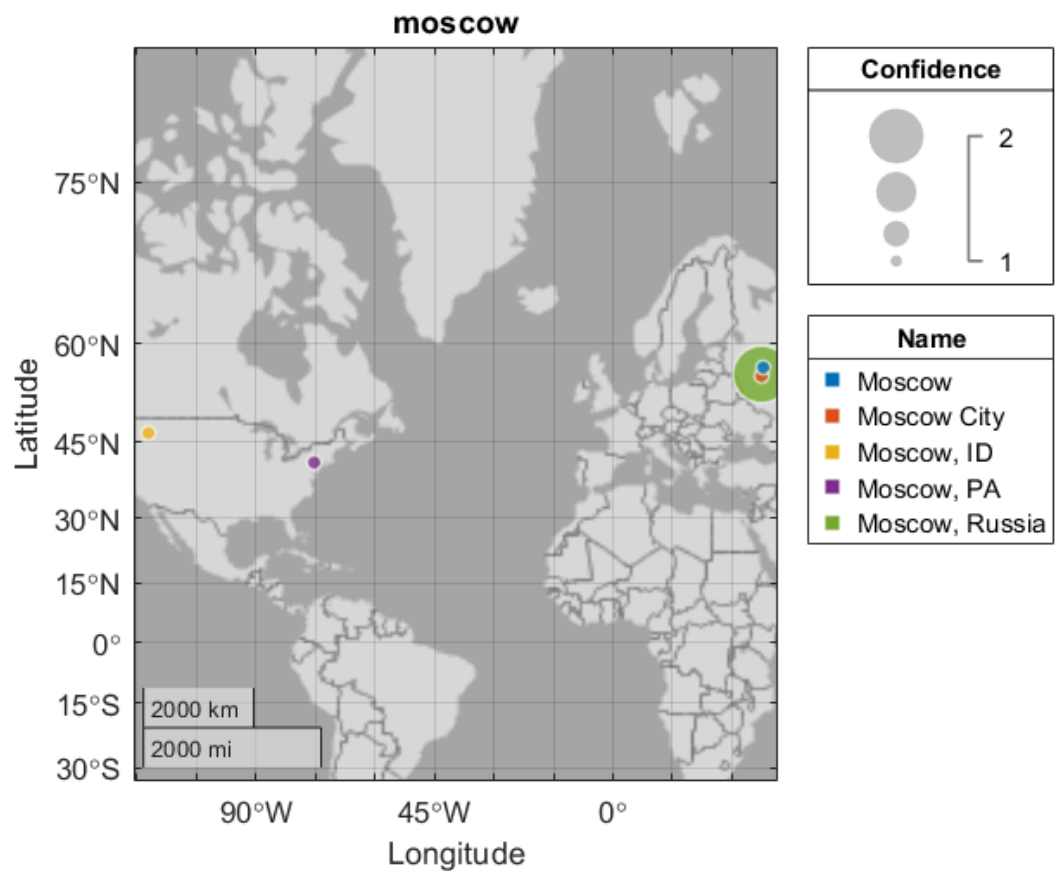 moscow
75°N
60°N
45°N
30°N
15°N
0°
15°S
30°S
Latitude
2000 km
2000 mi
90°W
45°W
0°
Longitude
Confidence
2
1
Name
Moscow
Moscow City
Moscow, ID
Moscow, PA
Moscow, Russia